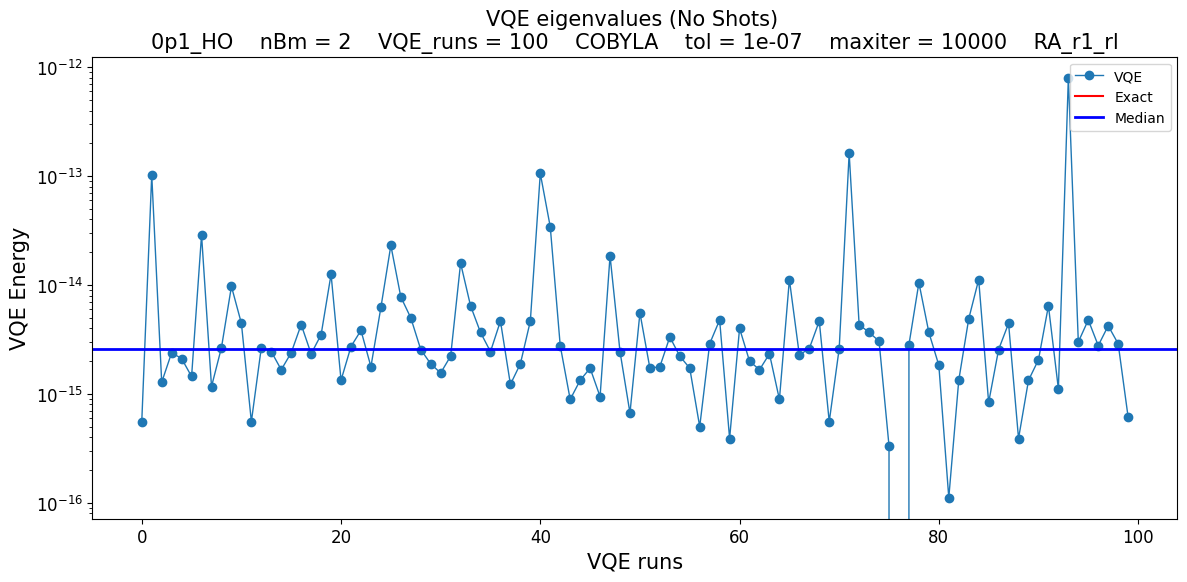 VQE eigenvalues (No Shots)
0p1_HO    nBm = 2    VQE_runs = 100    COBYLA    tol = 1e-07    maxiter = 10000    RA_r1_rl
VQE
Exact
Median
VQE Energy
10⁻¹²
10⁻¹³
10⁻¹⁴
10⁻¹⁵
10⁻¹⁶
0 20 40 60 80 100
VQE runs